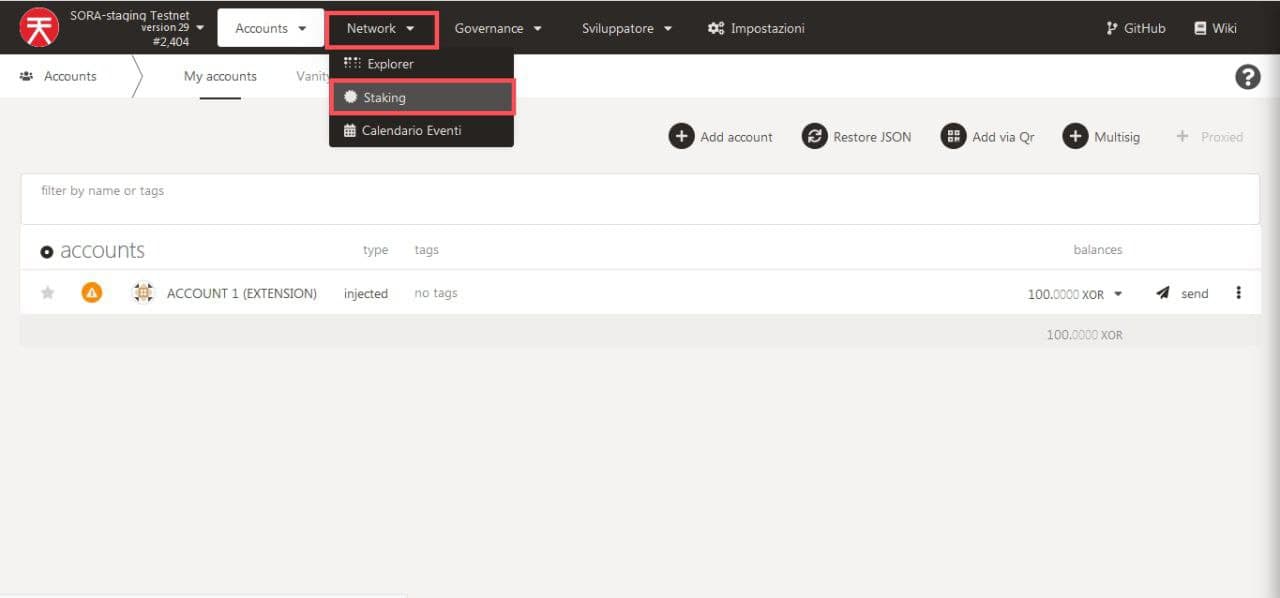 SORA-staging Testnet
version 29
#2,404
Accounts
Network
Governance
Sviluppatore
Impostazioni
GitHub
Wiki
Accounts
My accounts
Vanity
Explorer
Staking
Calendario Eventi
Add account
Restore JSON
Add via Qr
Multisig
Proxied
filter by name or tags
accounts type tags balances
ACCOUNT 1 (EXTENSION) injected no tags 100.0000 XOR send
100.0000 XOR